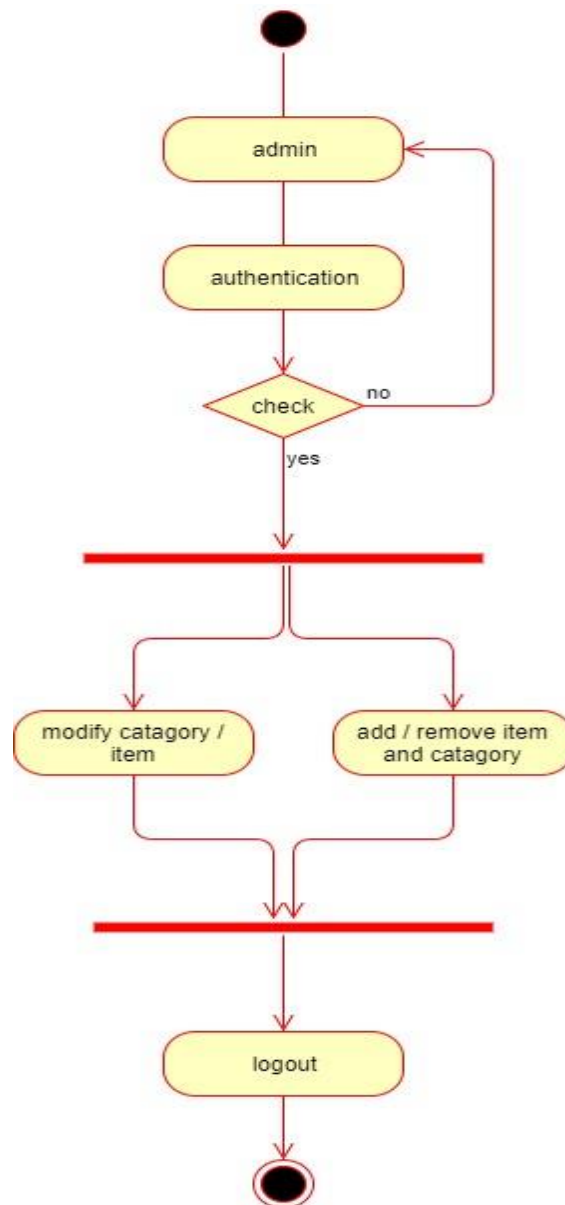 admin
authentication
check
no
yes
modify catagory /
item
add / remove item
and catagory
logout